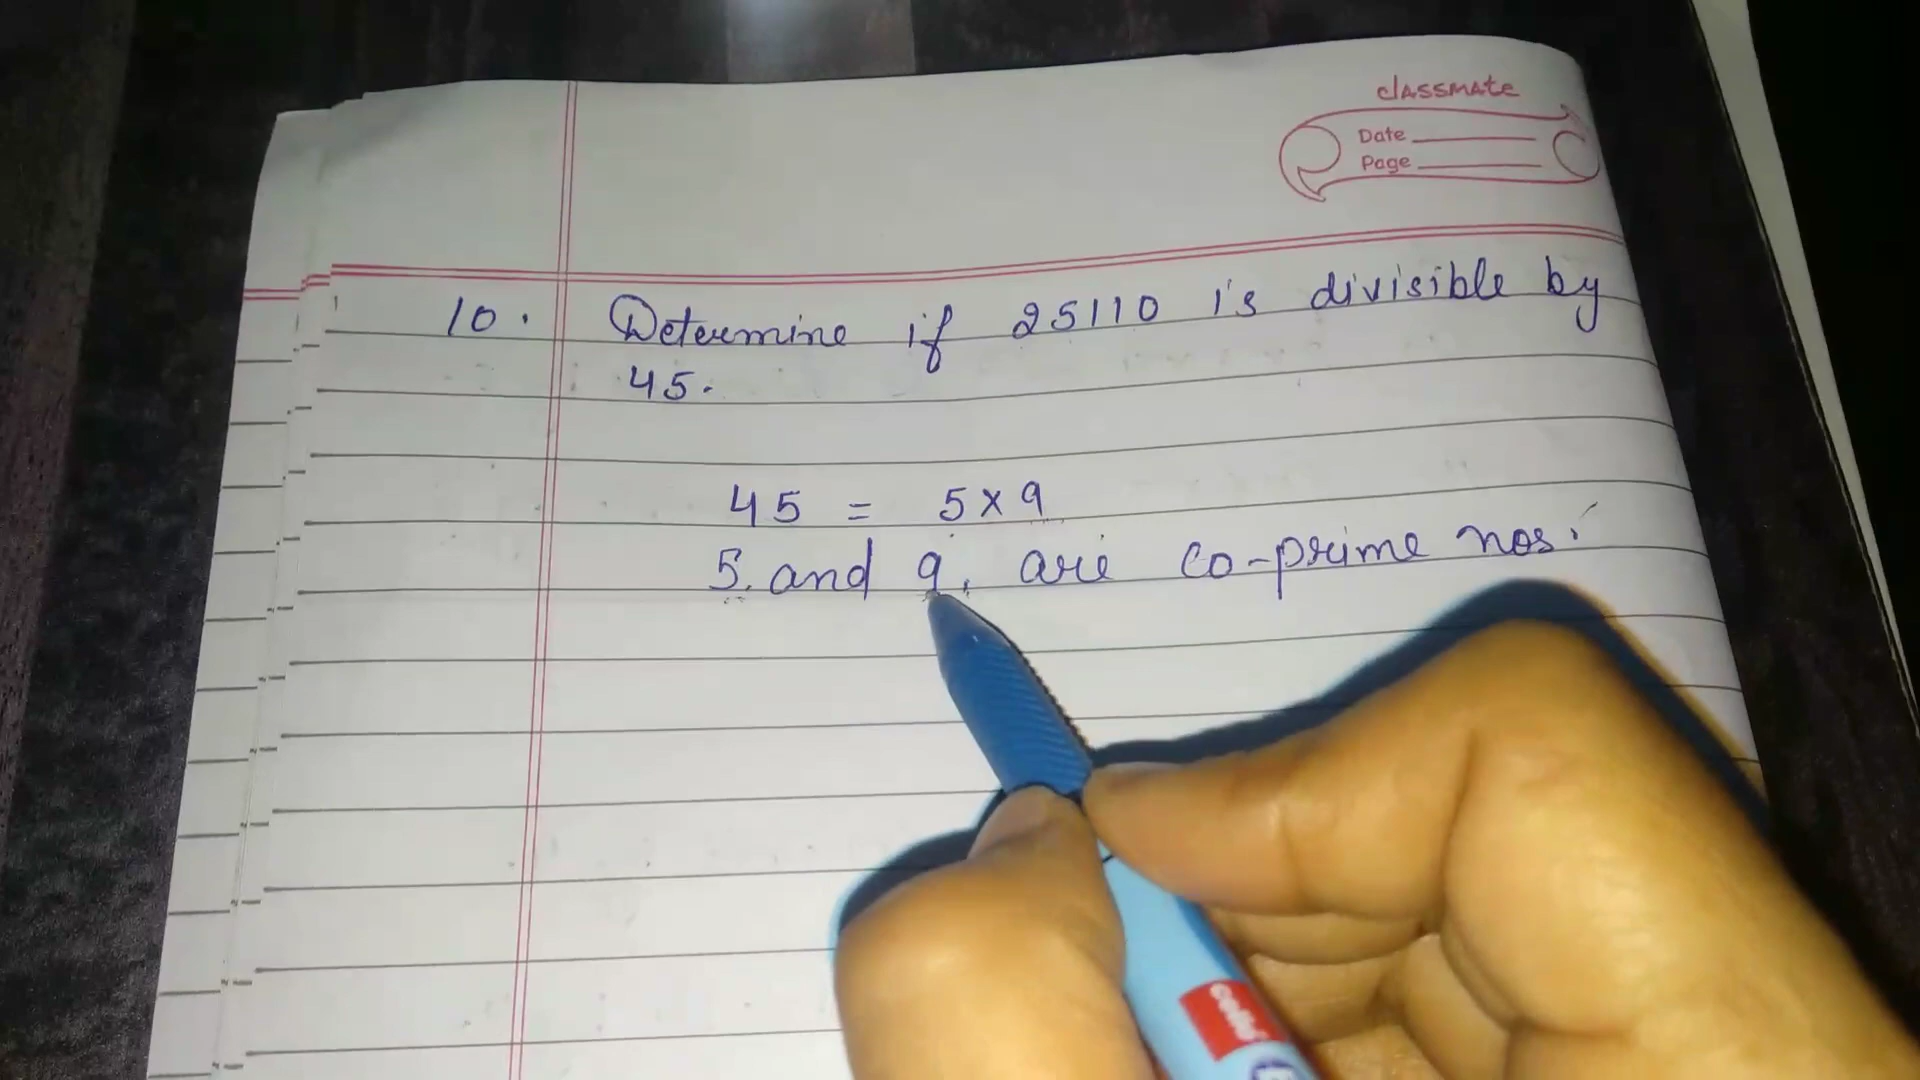 classmate
Date
Page
10. Determine if 25110 is divisible by
45.
45 = 5×9
5 and 9, are co-prime nos.
cello